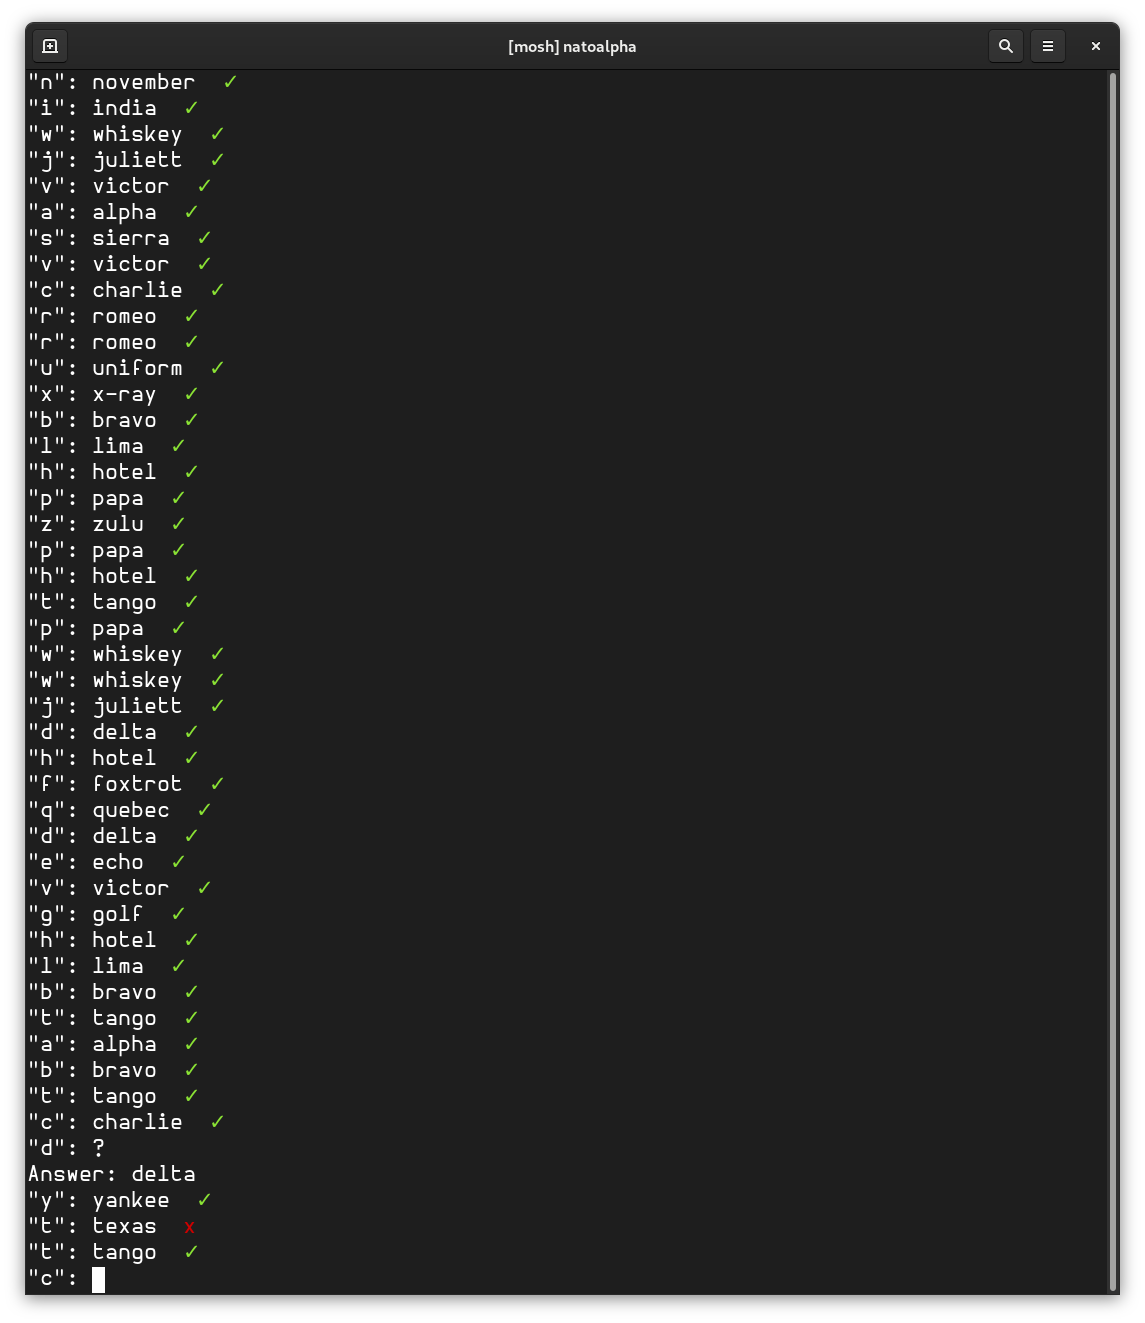 [mosh] natoalpha
"n": november ✓
"i": india ✓
"w": whiskey ✓
"j": juliett ✓
"v": victor ✓
"a": alpha ✓
"s": sierra ✓
"v": victor ✓
"c": charlie ✓
"r": romeo ✓
"r": romeo ✓
"u": uniform ✓
"x": x-ray ✓
"b": bravo ✓
"l": lima ✓
"h": hotel ✓
"p": papa ✓
"z": zulu ✓
"p": papa ✓
"h": hotel ✓
"t": tango ✓
"p": papa ✓
"w": whiskey ✓
"w": whiskey ✓
"j": juliett ✓
"d": delta ✓
"h": hotel ✓
"f": foxtrot ✓
"q": quebec ✓
"d": delta ✓
"e": echo ✓
"v": victor ✓
"g": golf ✓
"h": hotel ✓
"l": lima ✓
"b": bravo ✓
"t": tango ✓
"a": alpha ✓
"b": bravo ✓
"t": tango ✓
"c": charlie ✓
"d": ?
Answer: delta
"y": yankee ✓
"t": texas x
"t": tango ✓
"c":